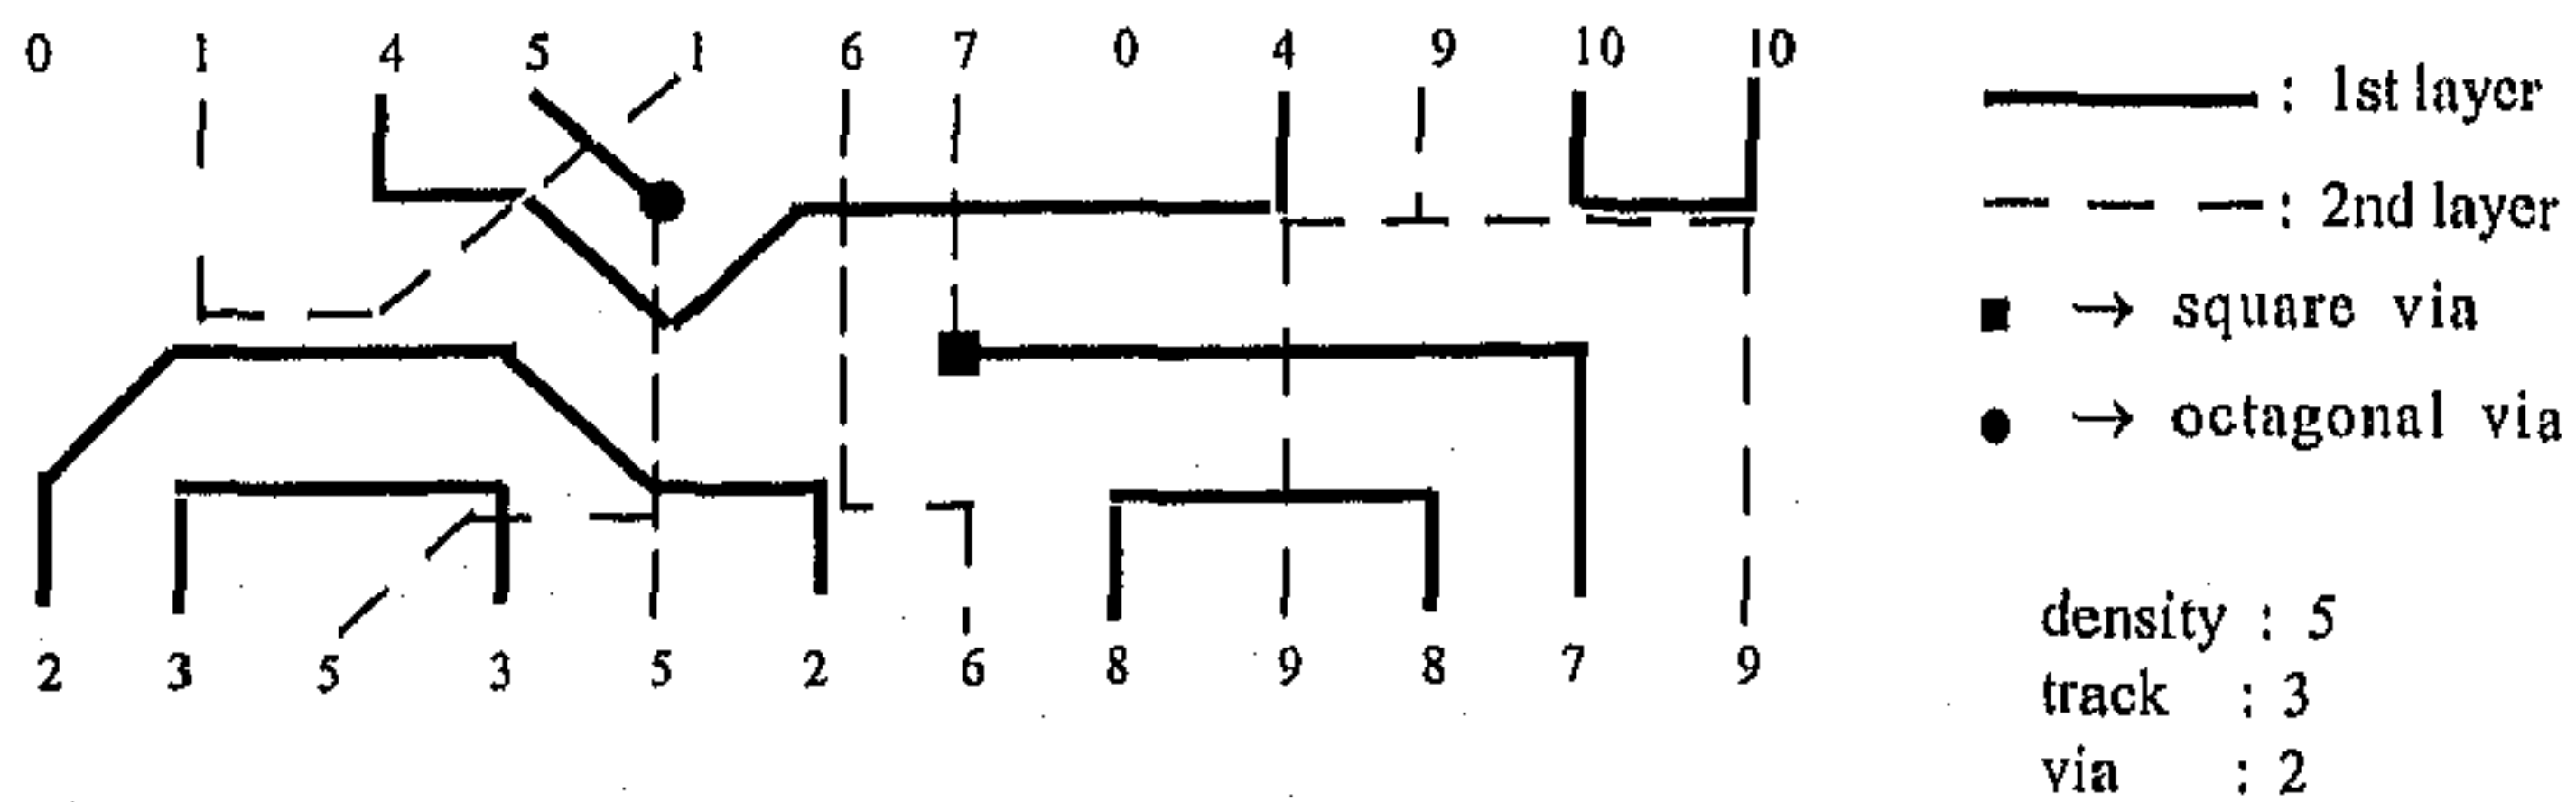 0 1 4 5 1 6 7 0 4 9 10 10
2 3 5 3 5 2 6 8 9 8 7 9
: 1st layer
: 2nd layer
→ square via
→ octagonal via
density : 5
track : 3
via : 2